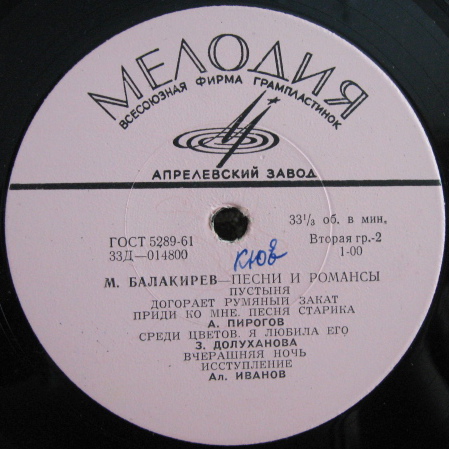 МЕЛОДИЯ
ВСЕСОЮЗНАЯ ФИРМА ГРАМПЛАСТИНОК
АПРЕЛЕВСКИЙ ЗАВОД
33⅓ об. в мин.
ГОСТ 5289-61
Вторая гр.-2
33Д—014800
1-00
М. БАЛАКИРЕВ—ПЕСНИ И РОМАНСЫ
ПУСТЫНЯ
ДОГОРАЕТ РУМЯНЫЙ ЗАКАТ
ПРИДИ КО МНЕ. ПЕСНЯ СТАРИКА
А. ПИРОГОВ
СРЕДИ ЦВЕТОВ. Я ЛЮБИЛА ЕГО
З. ДОЛУХАНОВА
ВЧЕРАШНЯЯ НОЧЬ
ИССТУПЛЕНИЕ
Ал. ИВАНОВ